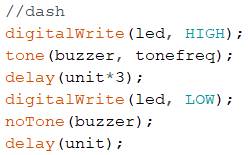 //dash
digitalWrite(led, HIGH);
tone(buzzer, tonefreq);
delay(unit*3);
digitalWrite(led, LOW);
noTone(buzzer);
delay(unit);